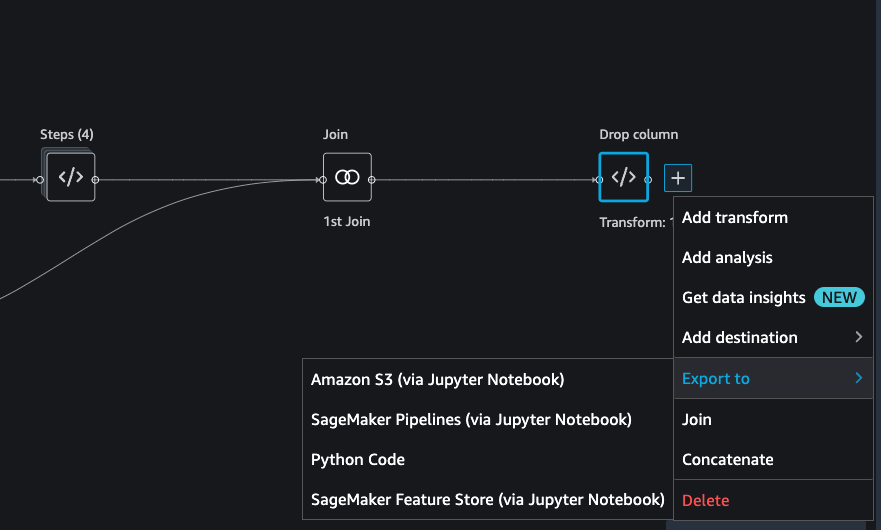 Steps (4)
Join
Drop column
</>
</>
1st Join
Transform:
Add transform
Add analysis
Get data insights NEW
Add destination
Export to
Join
Concatenate
Delete
Amazon S3 (via Jupyter Notebook)
SageMaker Pipelines (via Jupyter Notebook)
Python Code
SageMaker Feature Store (via Jupyter Notebook)